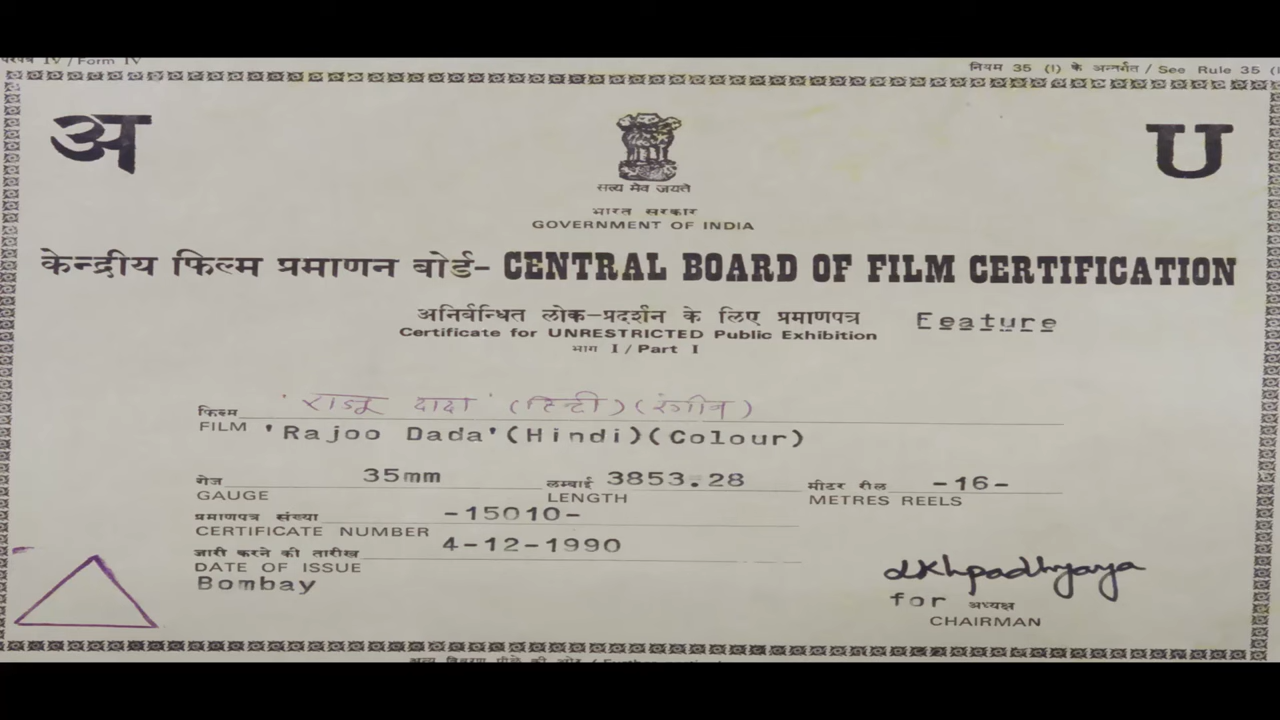 प्रपत्र IV / Form IV
नियम 35 (I) के अन्तर्गत / See Rule 35 (I
अ
U
सत्य मेव जयते
भारत सरकार
GOVERNMENT OF INDIA
केन्द्रीय फिल्म प्रमाणन बोर्ड- CENTRAL BOARD OF FILM CERTIFICATION
अनिर्बन्धित लोक-प्रदर्शन के लिए प्रमाणपत्र Feature
Certificate for UNRESTRICTED Public Exhibition
भाग I / Part I
फिल्म 'राजू दादा' (हिन्दी) (रंगीन)
FILM 'Rajoo Dada' (Hindi) (Colour)
गेज 35mm लम्बाई 3853.28 मीटर रील -16-
GAUGE LENGTH METRES REELS
प्रमाणपत्र संख्या -15010-
CERTIFICATE NUMBER
जारी करने की तारीख 4-12-1990
DATE OF ISSUE
Bombay
for अध्यक्ष
CHAIRMAN